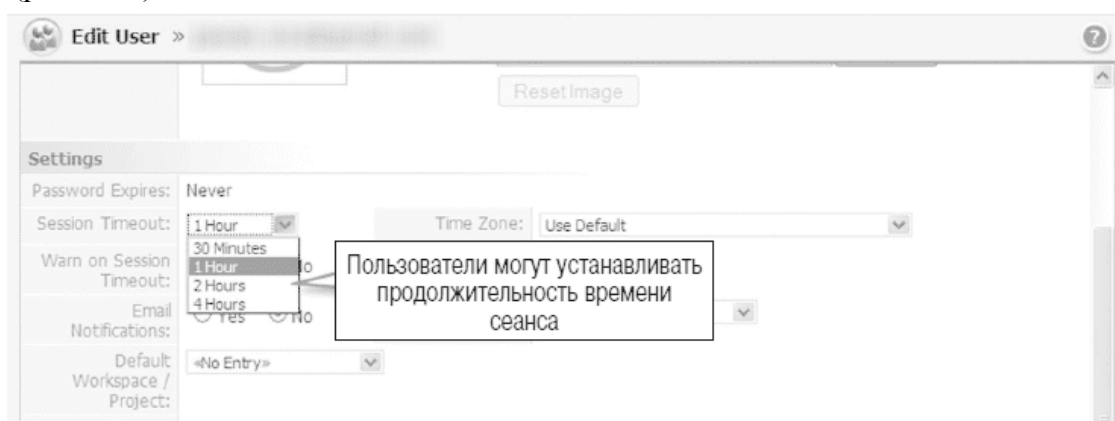 Edit User »
?
Reset Image
Settings
Password Expires: Never
Session Timeout: 1 Hour Time Zone: Use Default
30 Minutes
1 Hour
2 Hours
4 Hours
Warn on Session
Timeout:
Пользователи могут устанавливать
продолжительность времени
сеанса
Email
Notifications:
Yes No
Default
Workspace /
Project:
«No Entry»